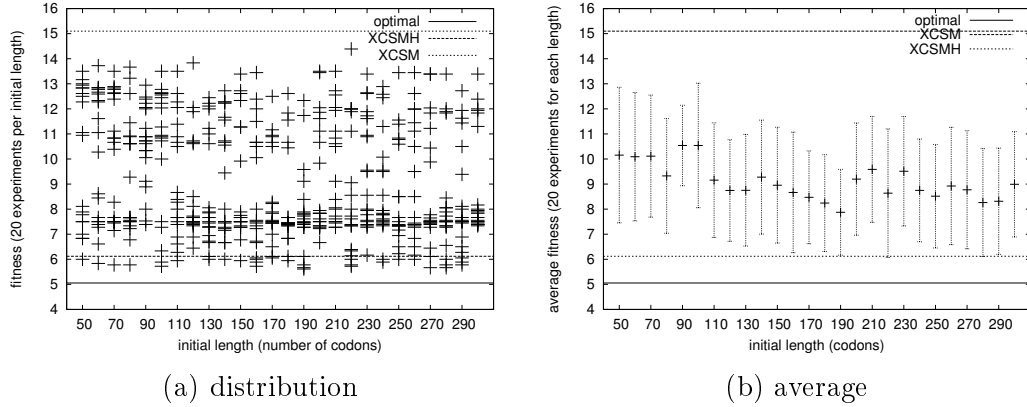 fitness (20 experiments per initial length)
16
15
14
13
12
11
10
9
8
7
6
5
4
optimal
XCSMH
XCSM
50 70 90 110 130 150 170 190 210 230 250 270 290
initial length (number of codons)
(a) distribution
average fitness (20 experiments for each length)
16
15
14
13
12
11
10
9
8
7
6
5
4
optimal
XCSM
XCSMH
50 70 90 110 130 150 170 190 210 230 250 270 290
initial length (codons)
(b) average